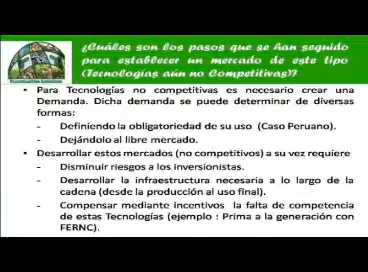 ¿Cuáles son los pasos que se han seguido
para establecer un mercado de este tipo
(Tecnologías aún no Competitivas)?
• Para Tecnologías no competitivas es necesario crear una
Demanda. Dicha demanda se puede determinar de diversas
formas:
- Definiendo la obligatoriedad de su uso (Caso Peruano).
- Dejándolo al libre mercado.
• Desarrollar estos mercados (no competitivos) a su vez requiere
- Disminuir riesgos a los inversionistas.
- Desarrollar la infraestructura necesaria a lo largo de la
cadena (desde la producción al uso final).
- Compensar mediante incentivos la falta de competencia
de estas Tecnologías (ejemplo : Prima a la generación con
FERNC).